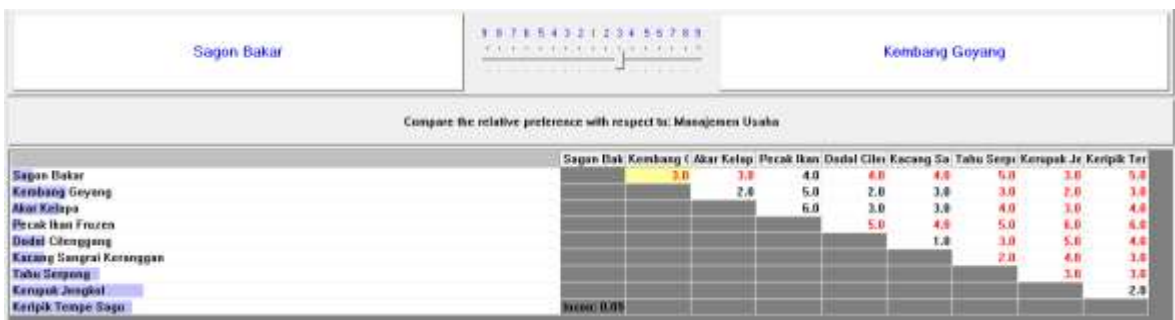 Sagon Bakar
9 8 7 6 5 4 3 2 1 2 3 4 5 6 7 8 9
Kembang Goyang
Compare the relative preference with respect to: Manajemen Usaha
Sagon Bak Kembang ( Akar Kelap Pecak Ikan Dodol Cilen Kacang Sa Tahu Serpo Kerupuk Je Keripik Ter
Sagon Bakar 3.0 3.0 4.0 4.0 4.0 5.0 3.0 5.0
Kembang Goyang 2.0 5.0 2.0 3.0 3.0 2.0 3.0
Akar Kelapa 6.0 3.0 3.0 4.0 3.0 4.0
Pecak Ikan Frozen 5.0 4.0 5.0 6.0 6.0
Dodol Cilenggang 1.0 3.0 5.0 4.0
Kacang Sangrai Keranggan 2.0 4.0 3.0
Tahu Serpong 3.0 3.0
Kerupuk Jengkol 2.0
Keripik Tempe Sagu Incon: 0.09